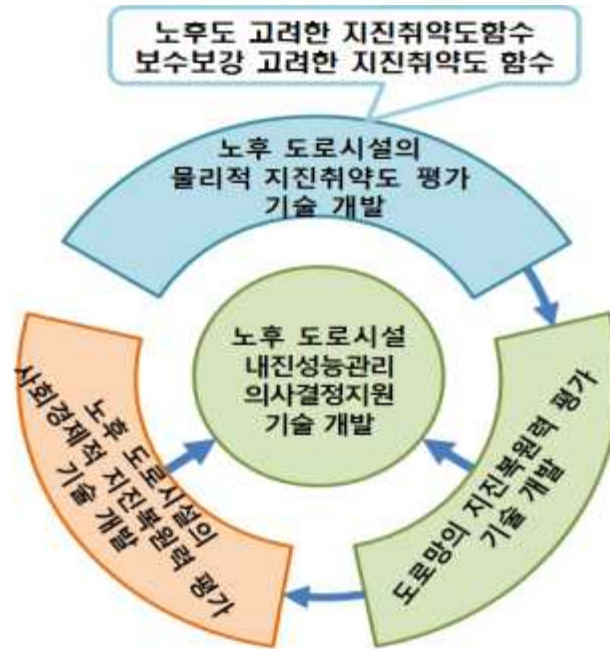 노후도 고려한 지진취약도함수
보수보강 고려한 지진취약도 함수
노후 도로시설의
물리적 지진취약도 평가
기술 개발
노후 도로시설
내진성능관리
의사결정지원
기술 개발
도로망의 지진복원력 평가
기술 개발
노후 도로시설의
사회경제적 지진복원력 평가
기술 개발